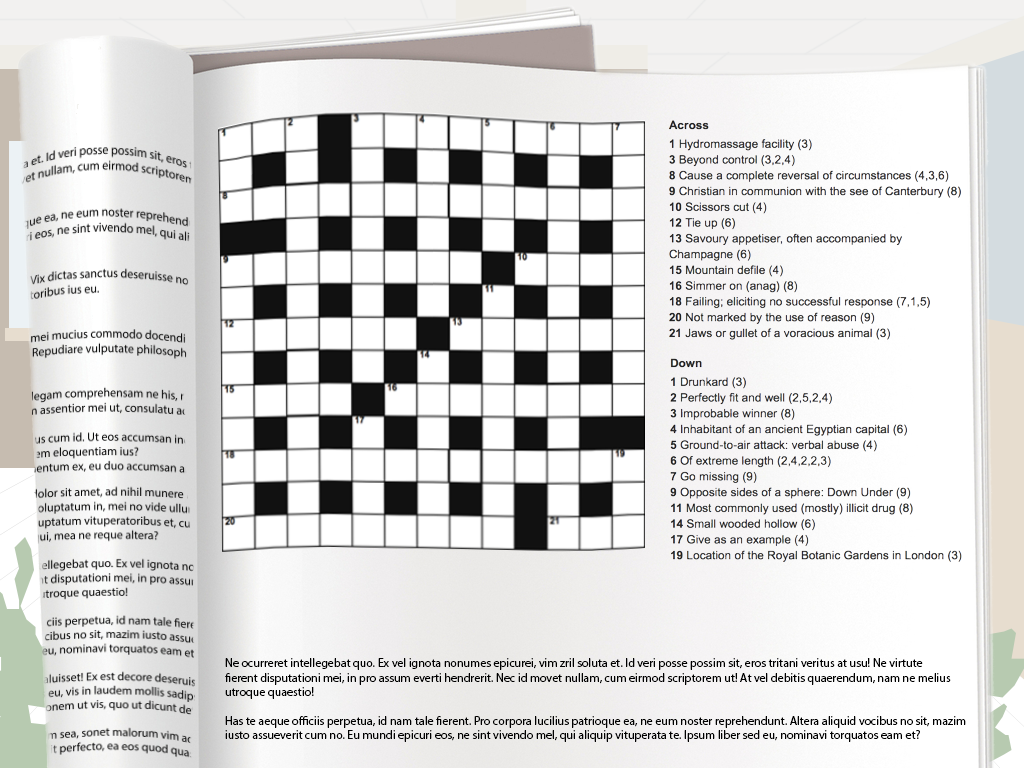 a et. Id veri posse possim sit, eros
et nullam, cum eirmod scriptorem
que ea, ne eum noster reprehend
i eos, ne sint vivendo mel, qui ali
Vix dictas sanctus deseruisse no
toribus ius eu.
mei mucius commodo docendi
Repudiare vulputate philosoph
legam comprehensam ne his, r
n assentior mei ut, consulatu ac
us cum id. Ut eos accumsan in
em eloquentiam ius?
entum ex, eu duo accumsan a
dolor sit amet, ad nihil munere
oluptatum in, mei no vide ullu
uptatum vituperatoribus et, cu
ui, mea ne reque altera?
ellegebat quo. Ex vel ignota nc
t disputationi mei, in pro assu
utroque quaestio!
ciis perpetua, id nam tale fiere
cibus no sit, mazim iusto assu
eu, nominavi torquatos eam et
aluisset! Ex est decore deseruis
eu, vis in laudem mollis sadip
onem ut vis, quo ut dicunt de
m sea, sonet malorum vim ac
t perfecto, ea eos quod qua
1 2 3 4 5 6 7
8
9 10
11
12 13
14
15 16
17
18 19
20 21
Across
1 Hydromassage facility (3)
3 Beyond control (3,2,4)
8 Cause a complete reversal of circumstances (4,3,6)
9 Christian in communion with the see of Canterbury (8)
10 Scissors cut (4)
12 Tie up (6)
13 Savoury appetiser, often accompanied by
Champagne (6)
15 Mountain defile (4)
16 Simmer on (anag) (8)
18 Failing; eliciting no successful response (7,1,5)
20 Not marked by the use of reason (9)
21 Jaws or gullet of a voracious animal (3)
Down
1 Drunkard (3)
2 Perfectly fit and well (2,5,2,4)
3 Improbable winner (8)
4 Inhabitant of an ancient Egyptian capital (6)
5 Ground-to-air attack: verbal abuse (4)
6 Of extreme length (2,4,2,2,3)
7 Go missing (9)
9 Opposite sides of a sphere: Down Under (9)
11 Most commonly used (mostly) illicit drug (8)
14 Small wooded hollow (6)
17 Give as an example (4)
19 Location of the Royal Botanic Gardens in London (3)
Ne ocurreret intellegebat quo. Ex vel ignota nonumes epicurei, vim zril soluta et. Id veri posse possim sit, eros tritani veritus at usu! Ne virtute
fierent disputationi mei, in pro assum everti hendrerit. Nec id movet nullam, cum eirmod scriptorem ut! At vel debitis quaerendum, nam ne melius
utroque quaestio!
Has te aeque officiis perpetua, id nam tale fierent. Pro corpora lucilius patrioque ea, ne eum noster reprehendunt. Altera aliquid vocibus no sit, mazim
iusto assueverit cum no. Eu mundi epicuri eos, ne sint vivendo mel, qui aliquip vituperata te. Ipsum liber sed eu, nominavi torquatos eam et?